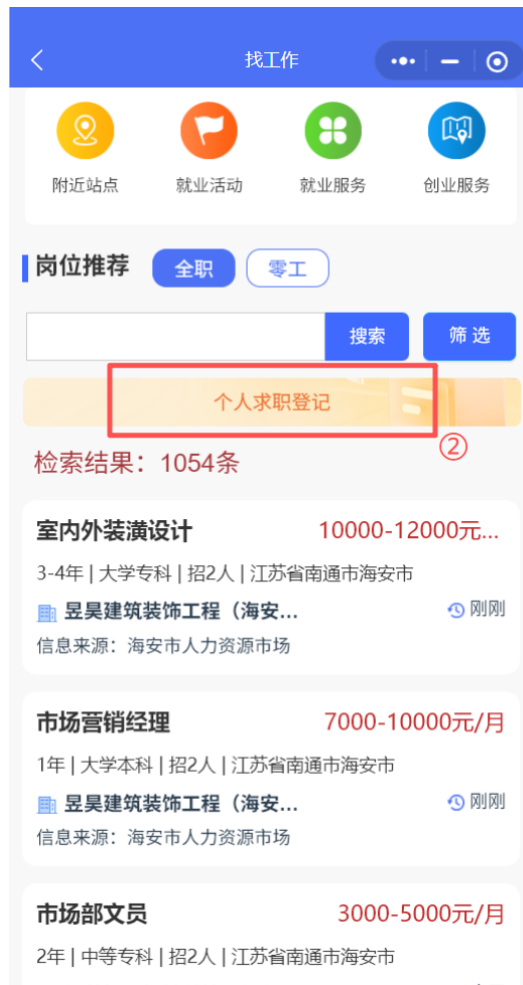 找工作
附近站点 就业活动 就业服务 创业服务
岗位推荐 全职 零工
搜索 筛 选
个人求职登记
②
检索结果：1054条
室内外装潢设计 10000-12000元...
3-4年 | 大学专科 | 招2人 | 江苏省南通市海安市
昱昊建筑装饰工程（海安... 刚刚
信息来源：海安市人力资源市场
市场营销经理 7000-10000元/月
1年 | 大学本科 | 招2人 | 江苏省南通市海安市
昱昊建筑装饰工程（海安... 刚刚
信息来源：海安市人力资源市场
市场部文员 3000-5000元/月
2年 | 中等专科 | 招2人 | 江苏省南通市海安市